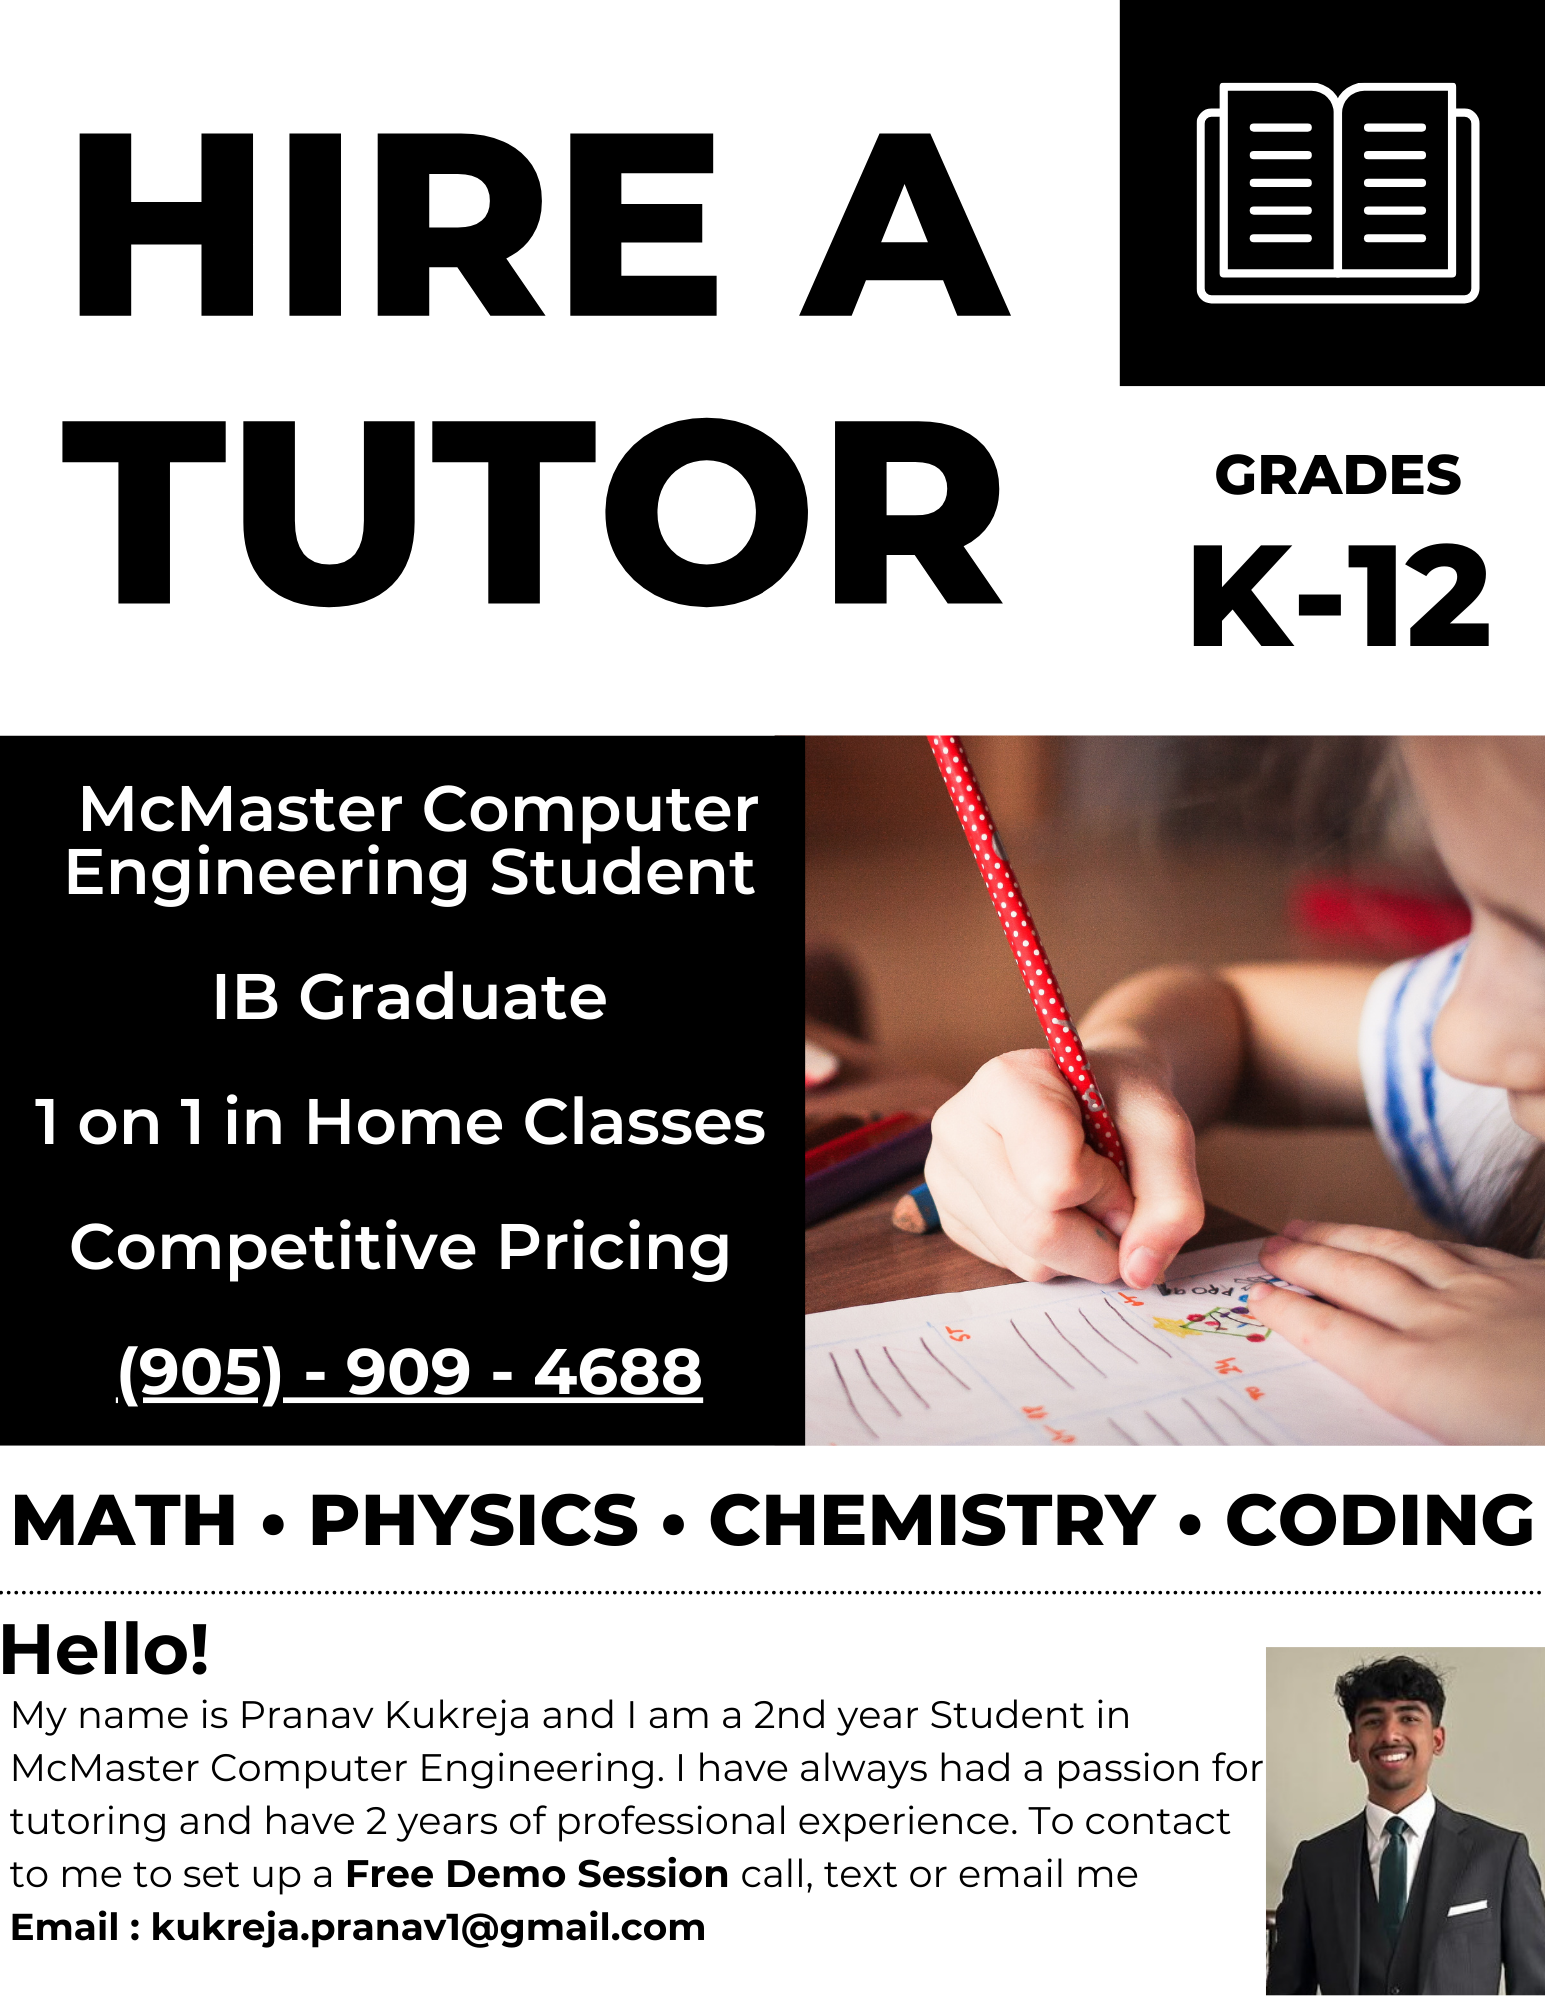 HIRE A
TUTOR
GRADES
K-12
McMaster Computer
Engineering Student
IB Graduate
1 on 1 in Home Classes
Competitive Pricing
(905) - 909 - 4688
MATH • PHYSICS • CHEMISTRY • CODING
Hello!
My name is Pranav Kukreja and I am a 2nd year Student in
McMaster Computer Engineering. I have always had a passion for
tutoring and have 2 years of professional experience. To contact
to me to set up a Free Demo Session call, text or email me
Email : kukreja.pranav1@gmail.com